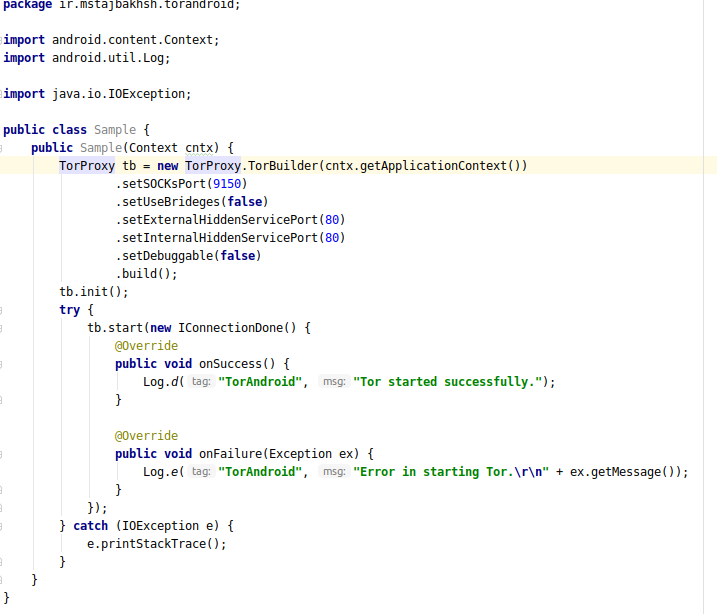 package ir.mstajbakhsh.torandroid;
import android.content.Context;
import android.util.Log;
import java.io.IOException;
public class Sample {
public Sample(Context cntx) {
TorProxy tb = new TorProxy.TorBuilder(cntx.getApplicationContext())
.setSOCKsPort(9150)
.setUseBrideges(false)
.setExternalHiddenServicePort(80)
.setInternalHiddenServicePort(80)
.setDebuggable(false)
.build();
tb.init();
try {
tb.start(new IConnectionDone() {
@Override
public void onSuccess() {
Log.d( tag: "TorAndroid", msg: "Tor started successfully.");
}
@Override
public void onFailure(Exception ex) {
Log.e( tag: "TorAndroid", msg: "Error in starting Tor.\r\n" + ex.getMessage());
}
});
} catch (IOException e) {
e.printStackTrace();
}
}
}